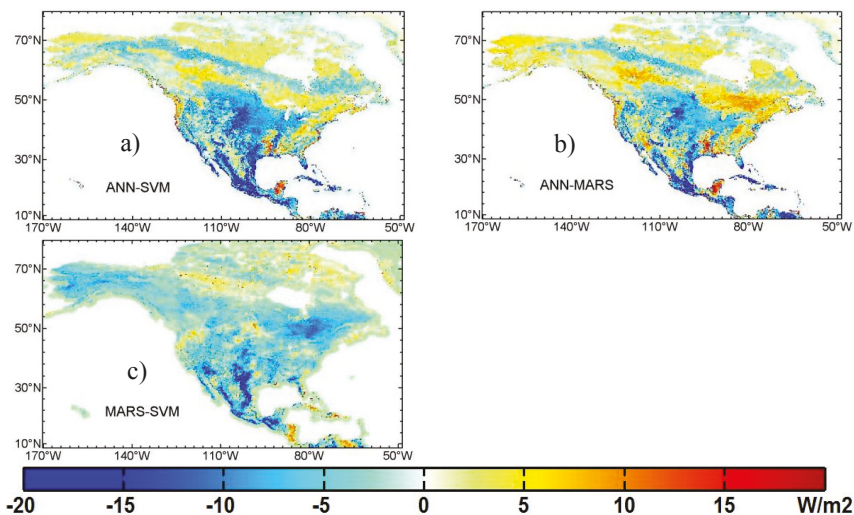 70°N
50°N
a)
30°N
ANN-SVM
10°N
170°W 140°W 110°W 80°W 50°W
70°N
50°N
b)
30°N
ANN-MARS
10°N
170°W 140°W 110°W 80°W 50°W
70°N
50°N
c)
30°N
MARS-SVM
10°N
170°W 140°W 110°W 80°W 50°W
-20 -15 -10 -5 0 5 10 15 W/m2